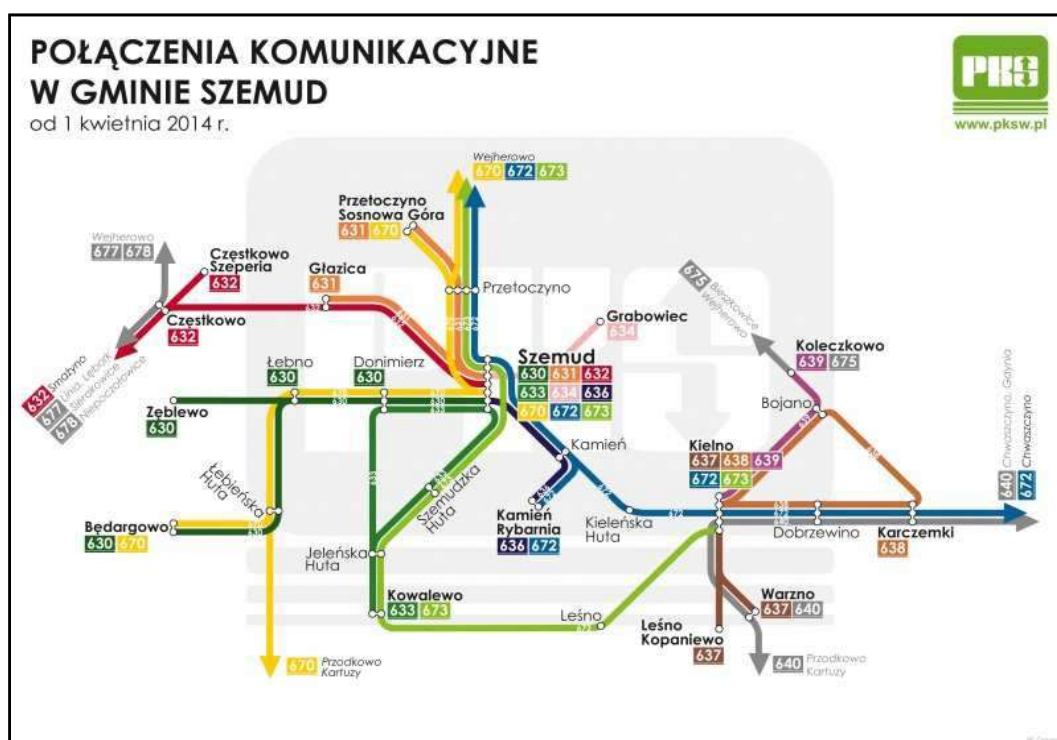 POŁĄCZENIA KOMUNIKACYJNE
W GMINIE SZEMUD
od 1 kwietnia 2014 r.
PKS
www.pksw.pl
Wejherowo
670 672 673
Przetoczyno
Sosnowa Góra
631 670
Wejherowo
677 678
Częstkowo
Szeperia
632
Głazica
631
Przetoczyno
Częstkowo
632
632 Smażyno
677 Linia, Lębork
Sierakowice
678 Niepoczołowice
Grabowiec
634
675 Bieszkowice
Wejherowo
Koleczkowo
639 675
Łebno
630
Donimierz
630
Szemud
630 631 632
633 634 636
670 672 673
Zęblewo
630
Bojano
Kamień
Kielno
637 638 639
672 673
640 Chwaszczyno, Gdynia
672 Chwaszczyno
Łebieńska
Huta
Szemudzka
Huta
Będargowo
630 670
Kamień
Rybarnia
636 672
Kieleńska
Huta
Dobrzewino
Karczemki
638
Jeleńska
Huta
Kowalewo
633 673
Leśno
Leśno
Kopaniewo
637
Warzno
637 640
670 Przodkowo
Kartuzy
640 Przodkowo
Kartuzy